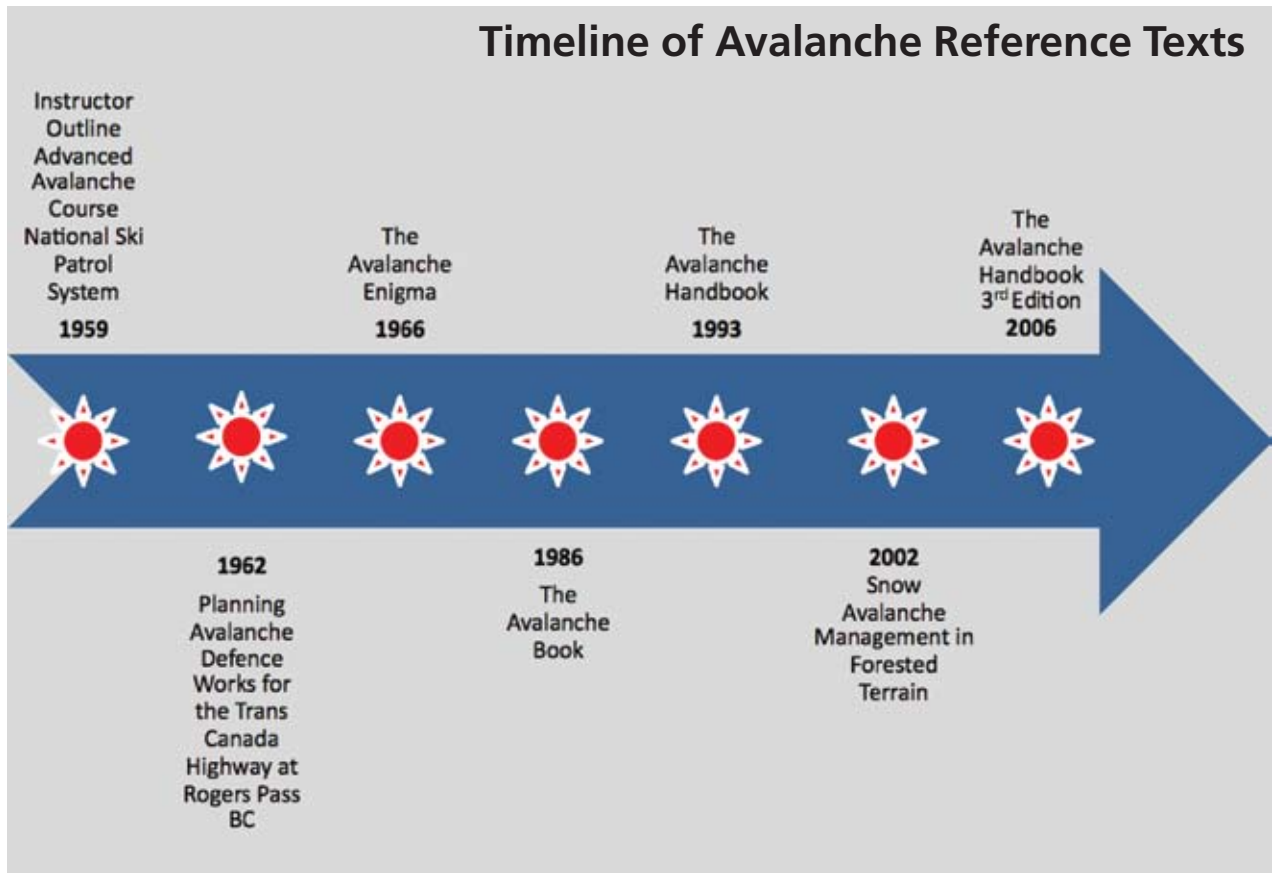 Timeline of Avalanche Reference Texts
Instructor
Outline
Advanced
Avalanche
Course
National Ski
Patrol
System
1959
The
Avalanche
Enigma
1966
The
Avalanche
Handbook
1993
The
Avalanche
Handbook
3rd Edition
2006
1962
Planning
Avalanche
Defence
Works for
the Trans
Canada
Highway at
Rogers Pass
BC
1986
The
Avalanche
Book
2002
Snow
Avalanche
Management in
Forested
Terrain